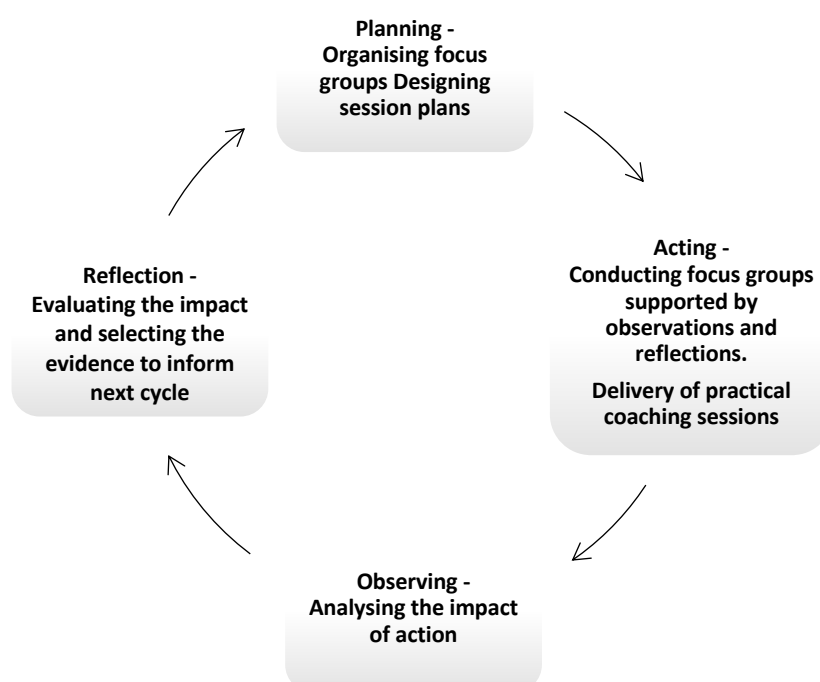 Planning -
Organising focus
groups Designing
session plans
Acting -
Conducting focus groups
supported by
observations and
reflections.
Delivery of practical
coaching sessions
Observing -
Analysing the impact
of action
Reflection -
Evaluating the impact
and selecting the
evidence to inform
next cycle